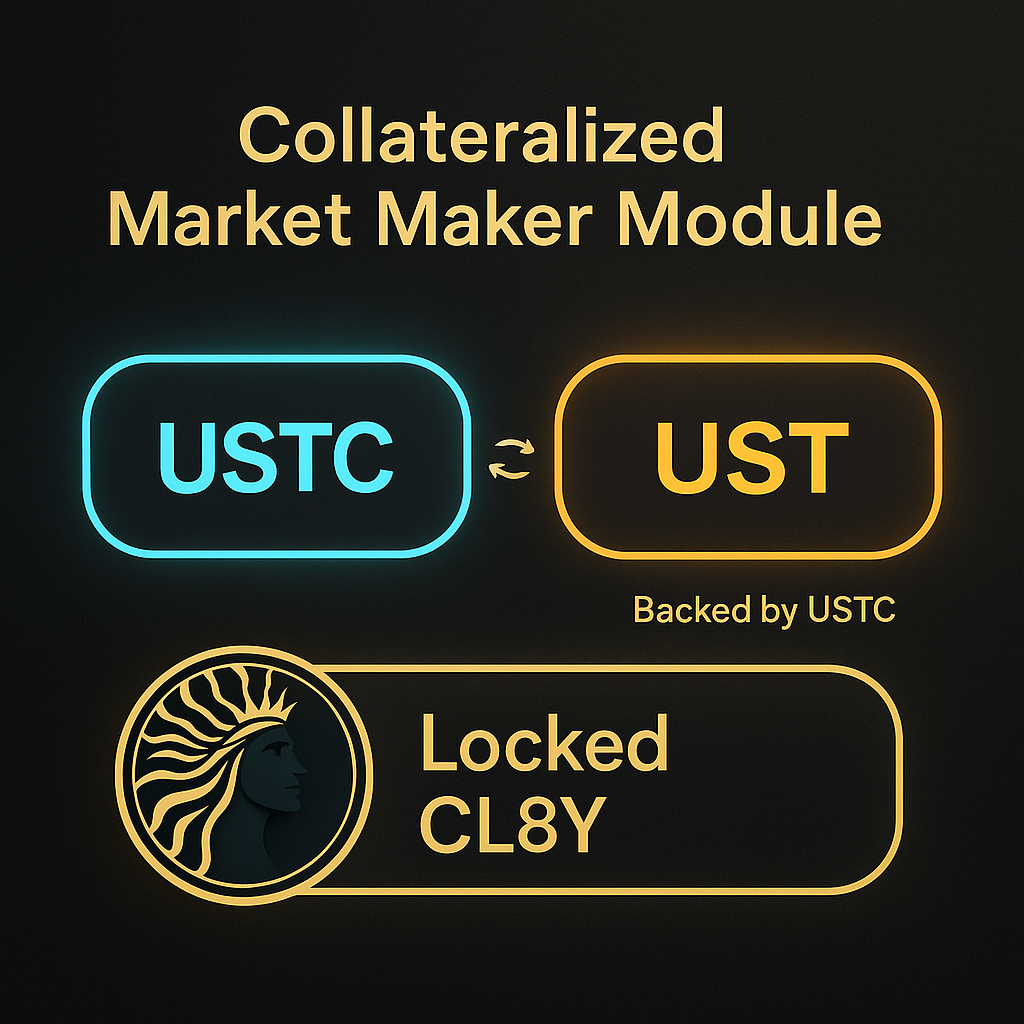 Collateralized
Market Maker Module
USTC
UST
Backed by USTC
Locked
CL8Y